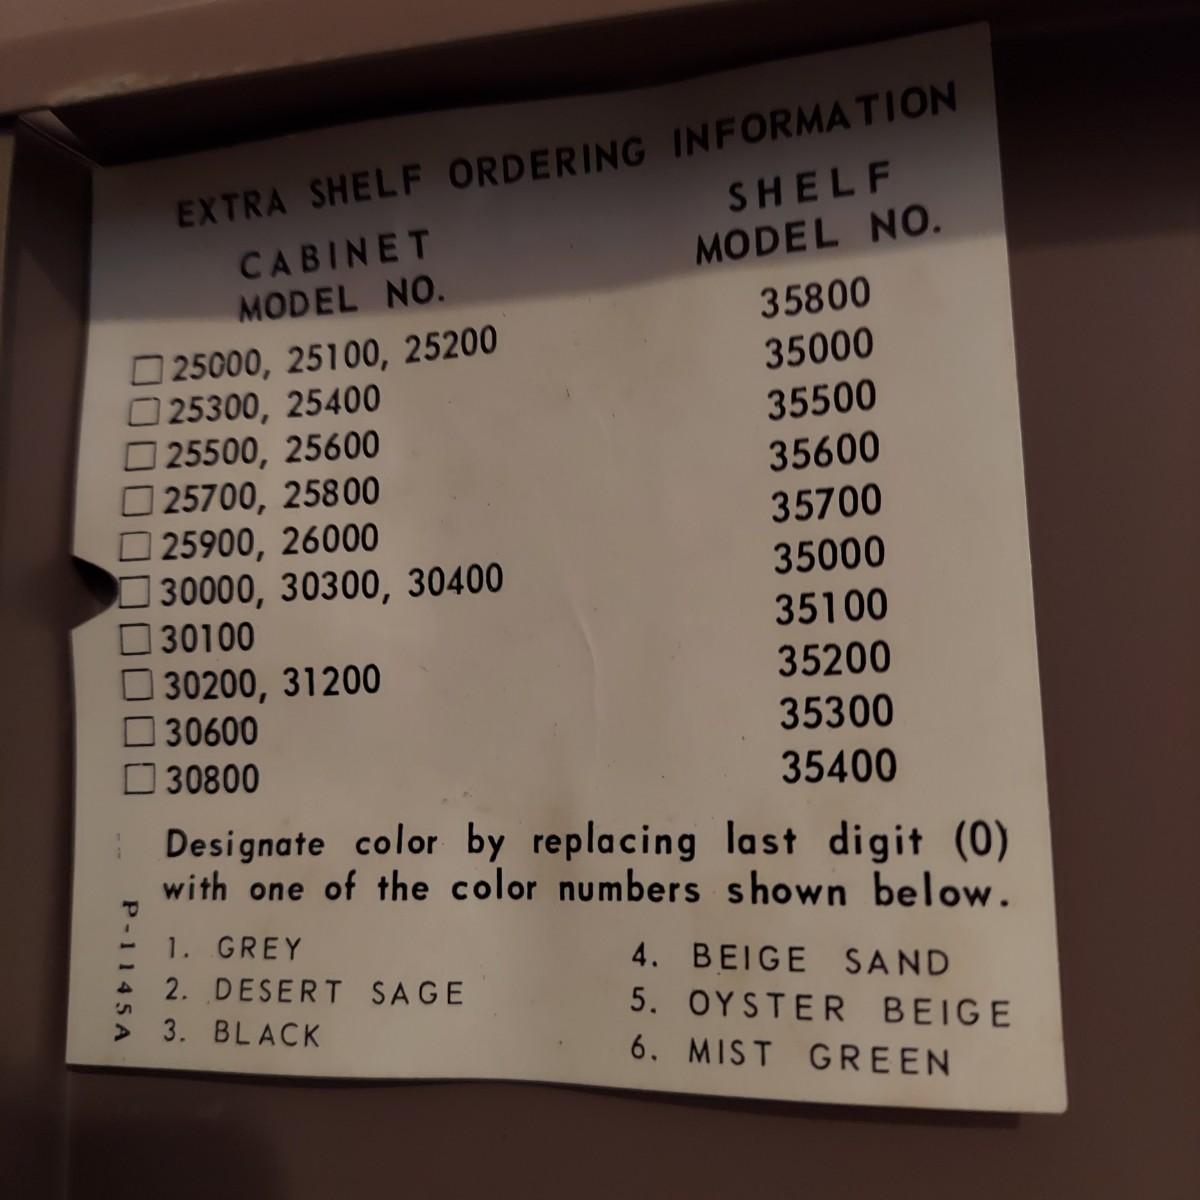 EXTRA SHELF ORDERING INFORMATION
CABINET SHELF
MODEL NO. MODEL NO.
□ 25000, 25100, 25200 35800
□ 25300, 25400 35000
□ 25500, 25600 35500
□ 25700, 25800 35600
□ 25900, 26000 35700
□ 30000, 30300, 30400 35000
□ 30100 35100
□ 30200, 31200 35200
□ 30600 35300
□ 30800 35400
Designate color by replacing last digit (0)
with one of the color numbers shown below.
1. GREY 4. BEIGE SAND
2. DESERT SAGE 5. OYSTER BEIGE
3. BLACK 6. MIST GREEN
P-1145A